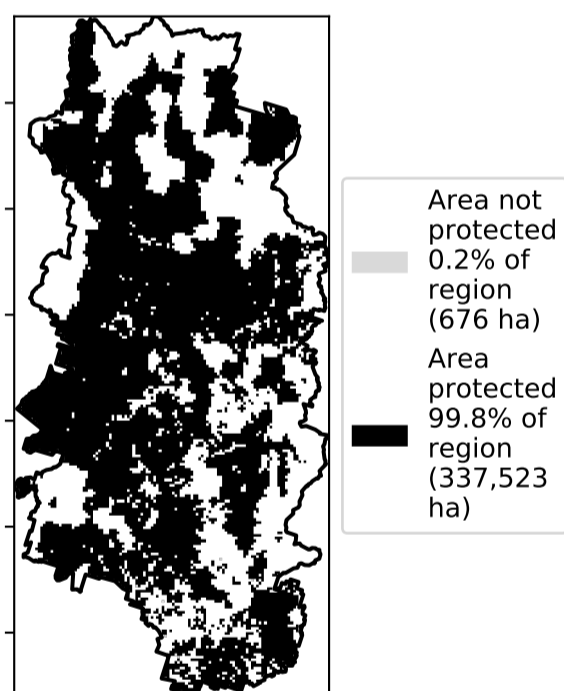 Area not
protected
0.2% of
region
(676 ha)
Area
protected
99.8% of
region
(337,523
ha)